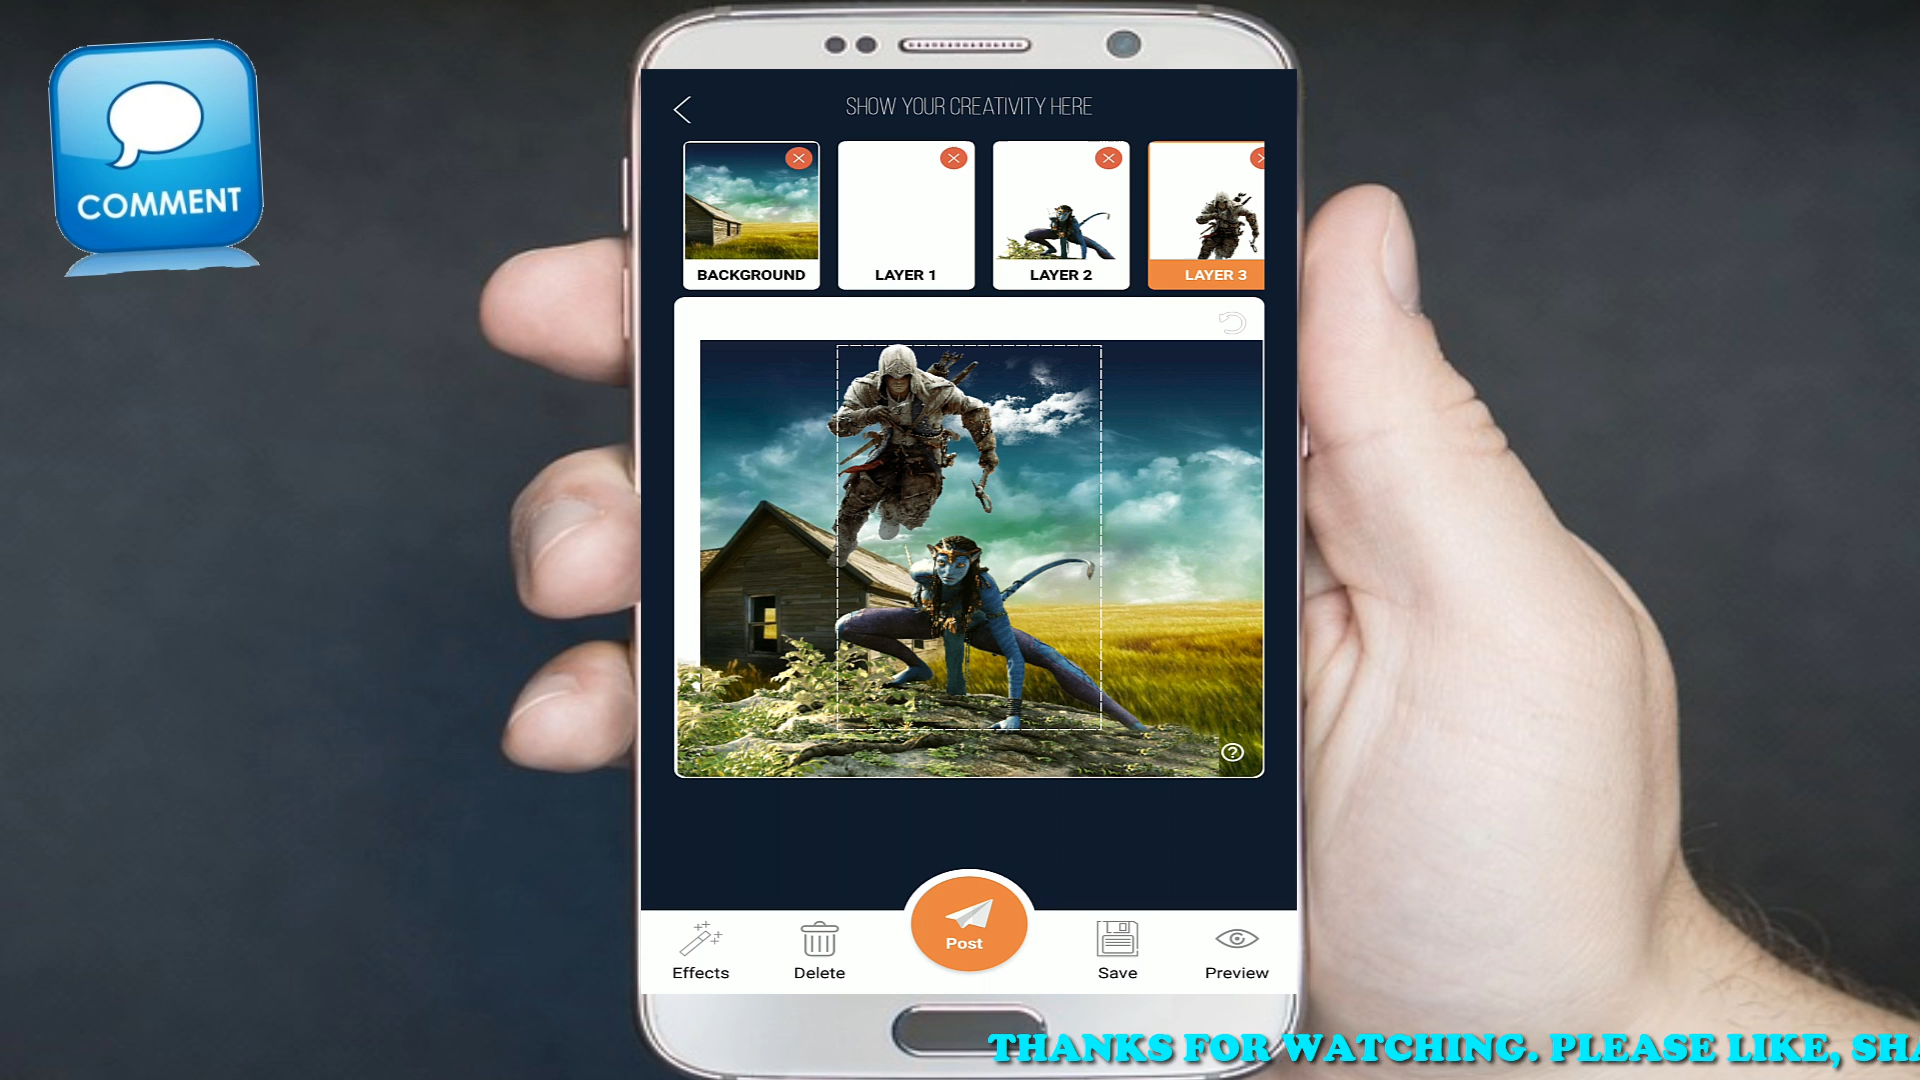 COMMENT
SHOW YOUR CREATIVITY HERE
BACKGROUND
LAYER 1
LAYER 2
LAYER 3
Post
Effects
Delete
Save
Preview
THANKS FOR WATCHING. PLEASE LIKE, SHA